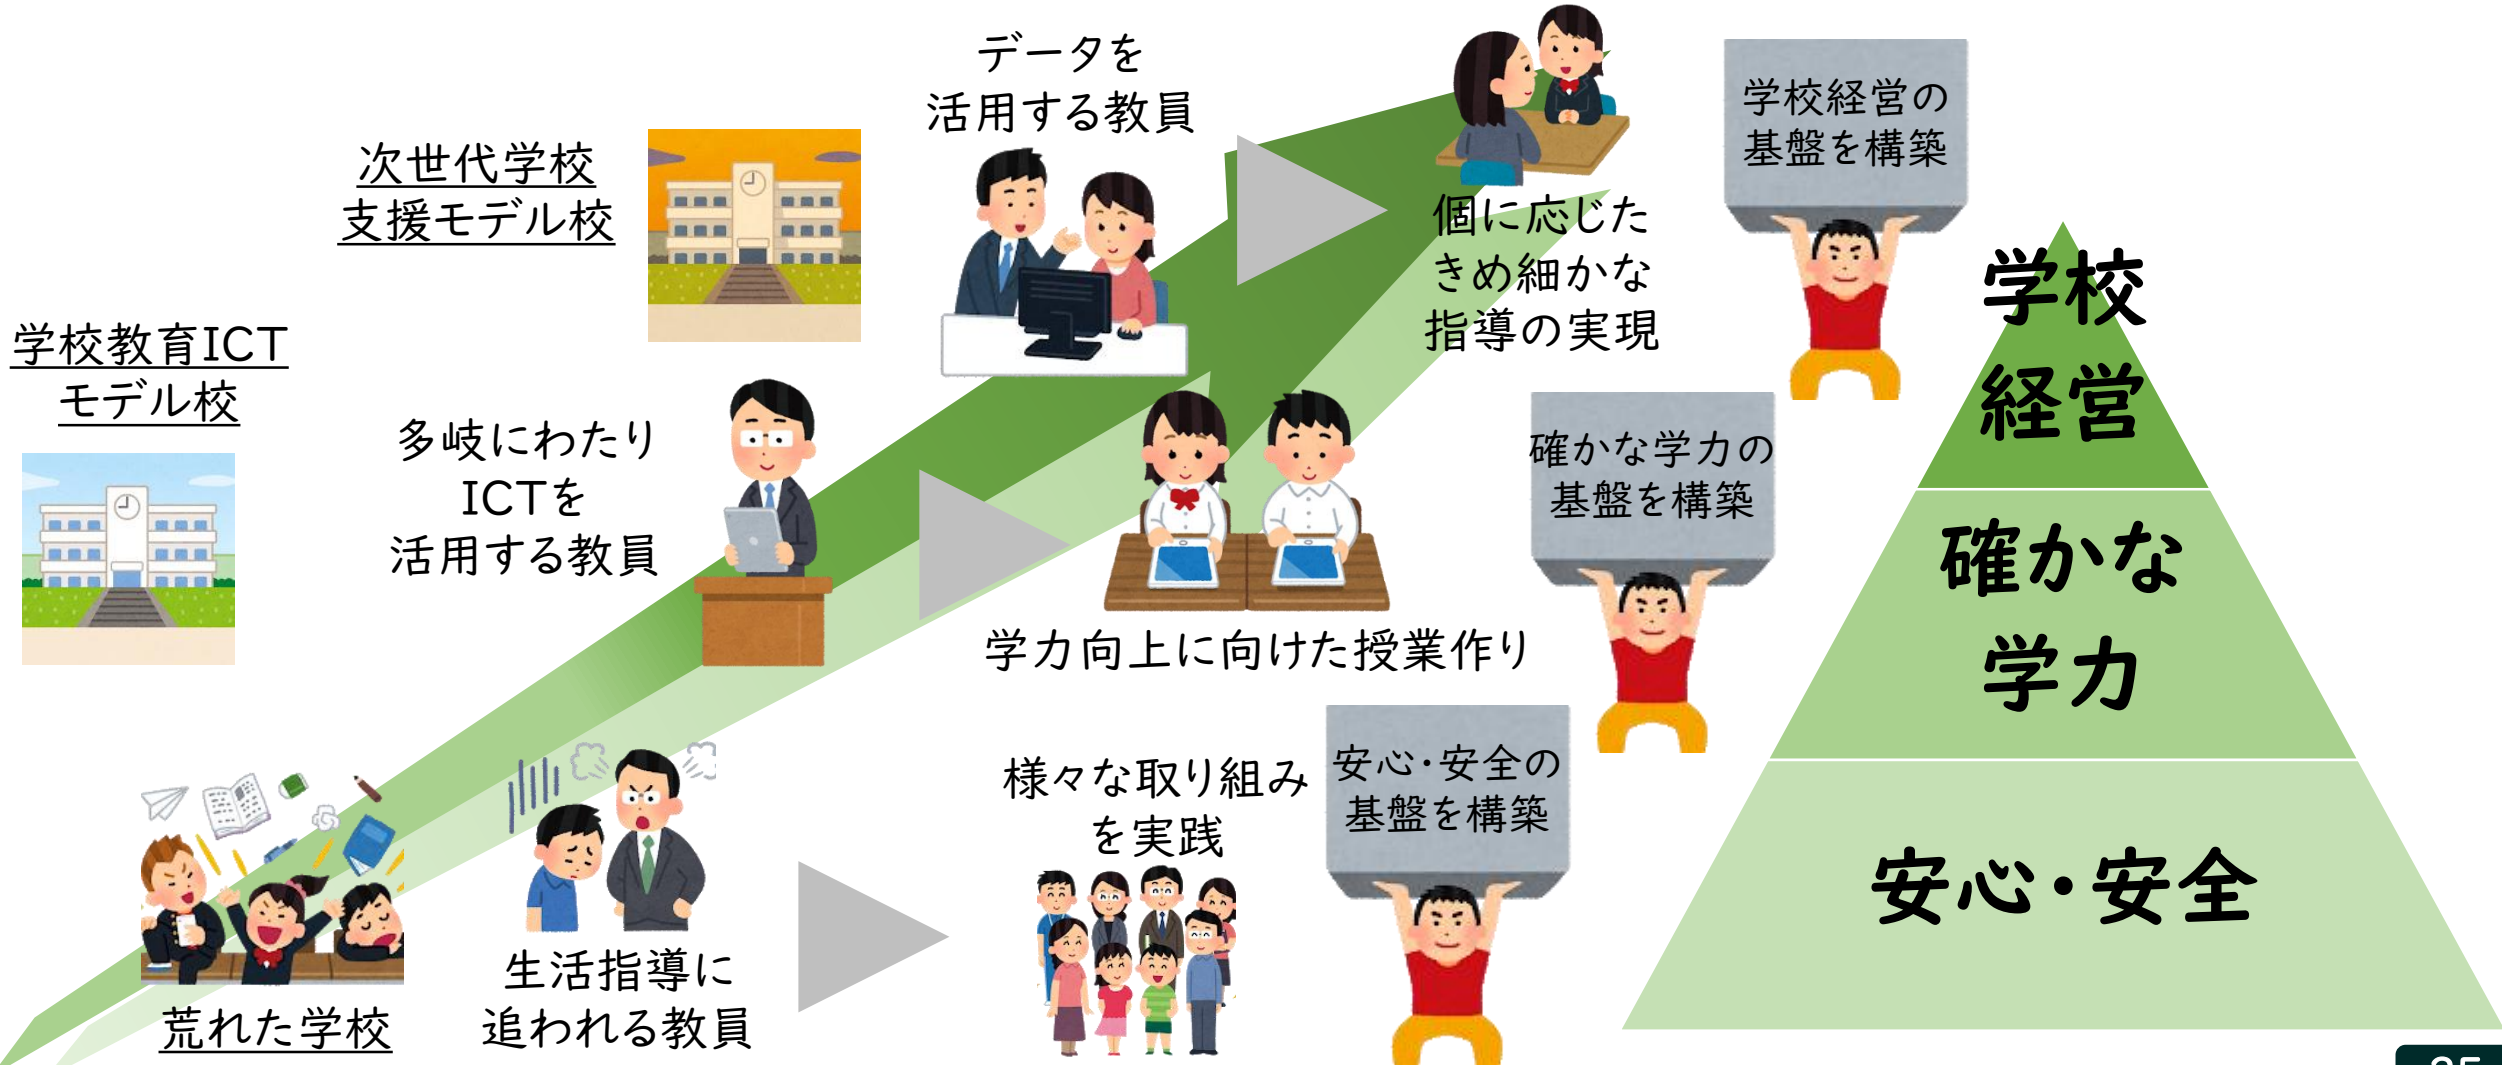 データを
活用する教員
学校経営の
基盤を構築
次世代学校
支援モデル校
個に応じた
きめ細かな
指導の実現
学校
経営
学校教育ICT
モデル校
多岐にわたり
ICTを
活用する教員
確かな学力の
基盤を構築
学力向上に向けた授業作り
確かな
学力
様々な取り組み
を実践
安心・安全の
基盤を構築
安心・安全
生活指導に
追われる教員
荒れた学校